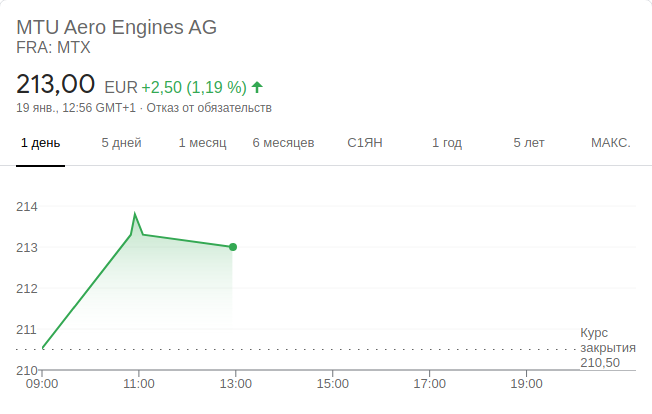 MTU Aero Engines AG
FRA: MTX
213,00 EUR +2,50 (1,19 %)
19 янв., 12:56 GMT+1 · Отказ от обязательств
1 день 5 дней 1 месяц 6 месяцев С1ЯН 1 год 5 лет МАКС.
214
213
212
211
Курс
закрытия
210,50
210
09:00 11:00 13:00 15:00 17:00 19:00